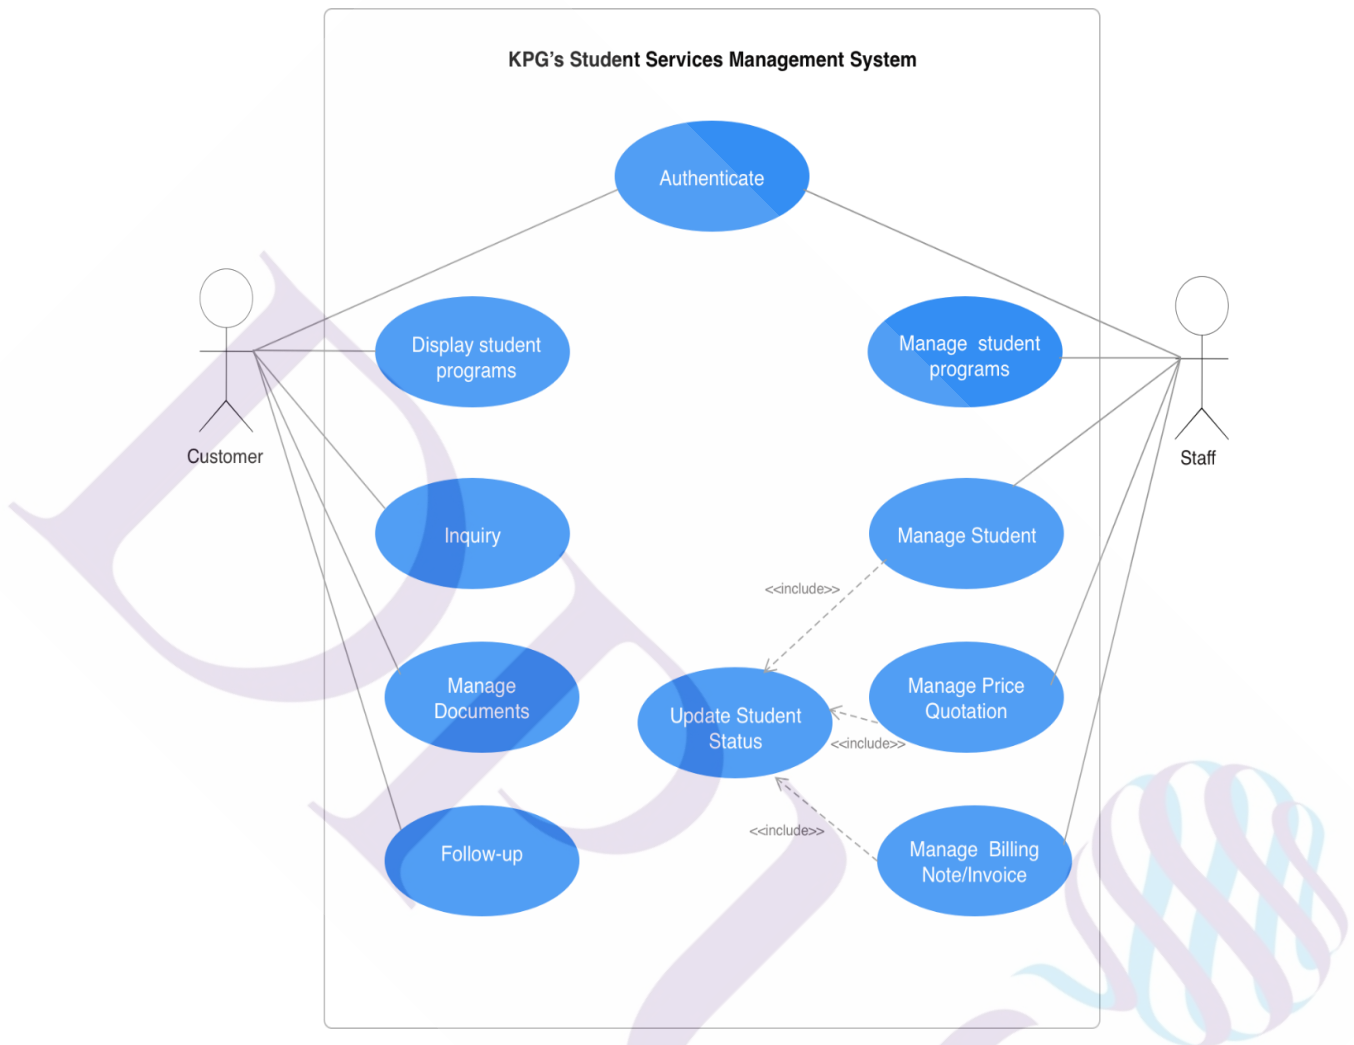 KPG’s Student Services Management System
Authenticate
Display student
programs
Manage  student
programs
Customer
Staff
Inquiry
Manage Student
<<include>>
Manage
Documents
Update Student
Status
Manage Price
Quotation
<<include>>
<<include>>
Follow-up
Manage  Billing
Note/Invoice